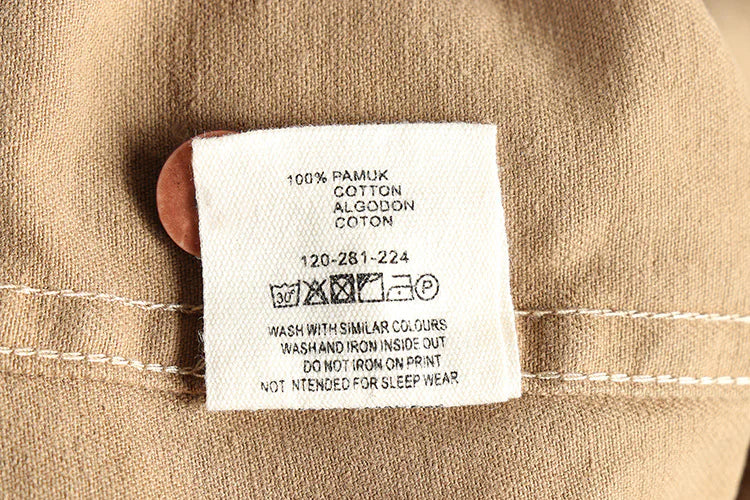 100% PAMUK
COTTON
ALGODON
COTON
120-281-224
30°
P
WASH WITH SIMILAR COLOURS
WASH AND IRON INSIDE OUT
DO NOT IRON ON PRINT
NOT NTENDED FOR SLEEP WEAR